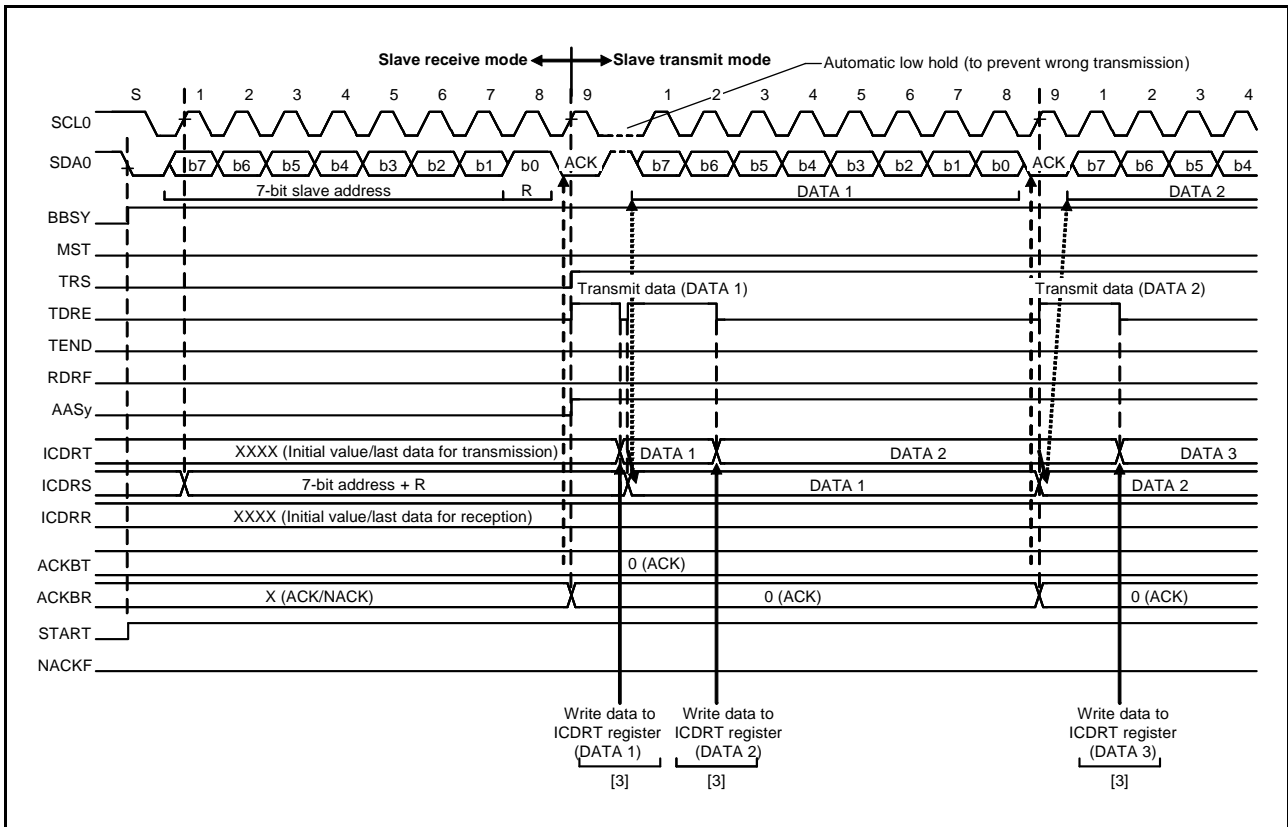 Slave receive mode Slave transmit mode
Automatic low hold (to prevent wrong transmission)
S 1 2 3 4 5 6 7 8 9 1 2 3 4 5 6 7 8 9 1 2 3 4
SCL0
SDA0 b7 b6 b5 b4 b3 b2 b1 b0 ACK b7 b6 b5 b4 b3 b2 b1 b0 ACK b7 b6 b5 b4
7-bit slave address R DATA 1 DATA 2
BBSY
MST
TRS
Transmit data (DATA 1) Transmit data (DATA 2)
TDRE
TEND
RDRF
AASy
ICDRT XXXX (Initial value/last data for transmission) DATA 1 DATA 2 DATA 3
ICDRS 7-bit address + R DATA 1 DATA 2
ICDRR XXXX (Initial value/last data for reception)
ACKBT 0 (ACK)
ACKBR X (ACK/NACK) 0 (ACK) 0 (ACK)
START
NACKF
Write data to Write data to Write data to
ICDRT register ICDRT register ICDRT register
(DATA 1) (DATA 2) (DATA 3)
[3] [3] [3]